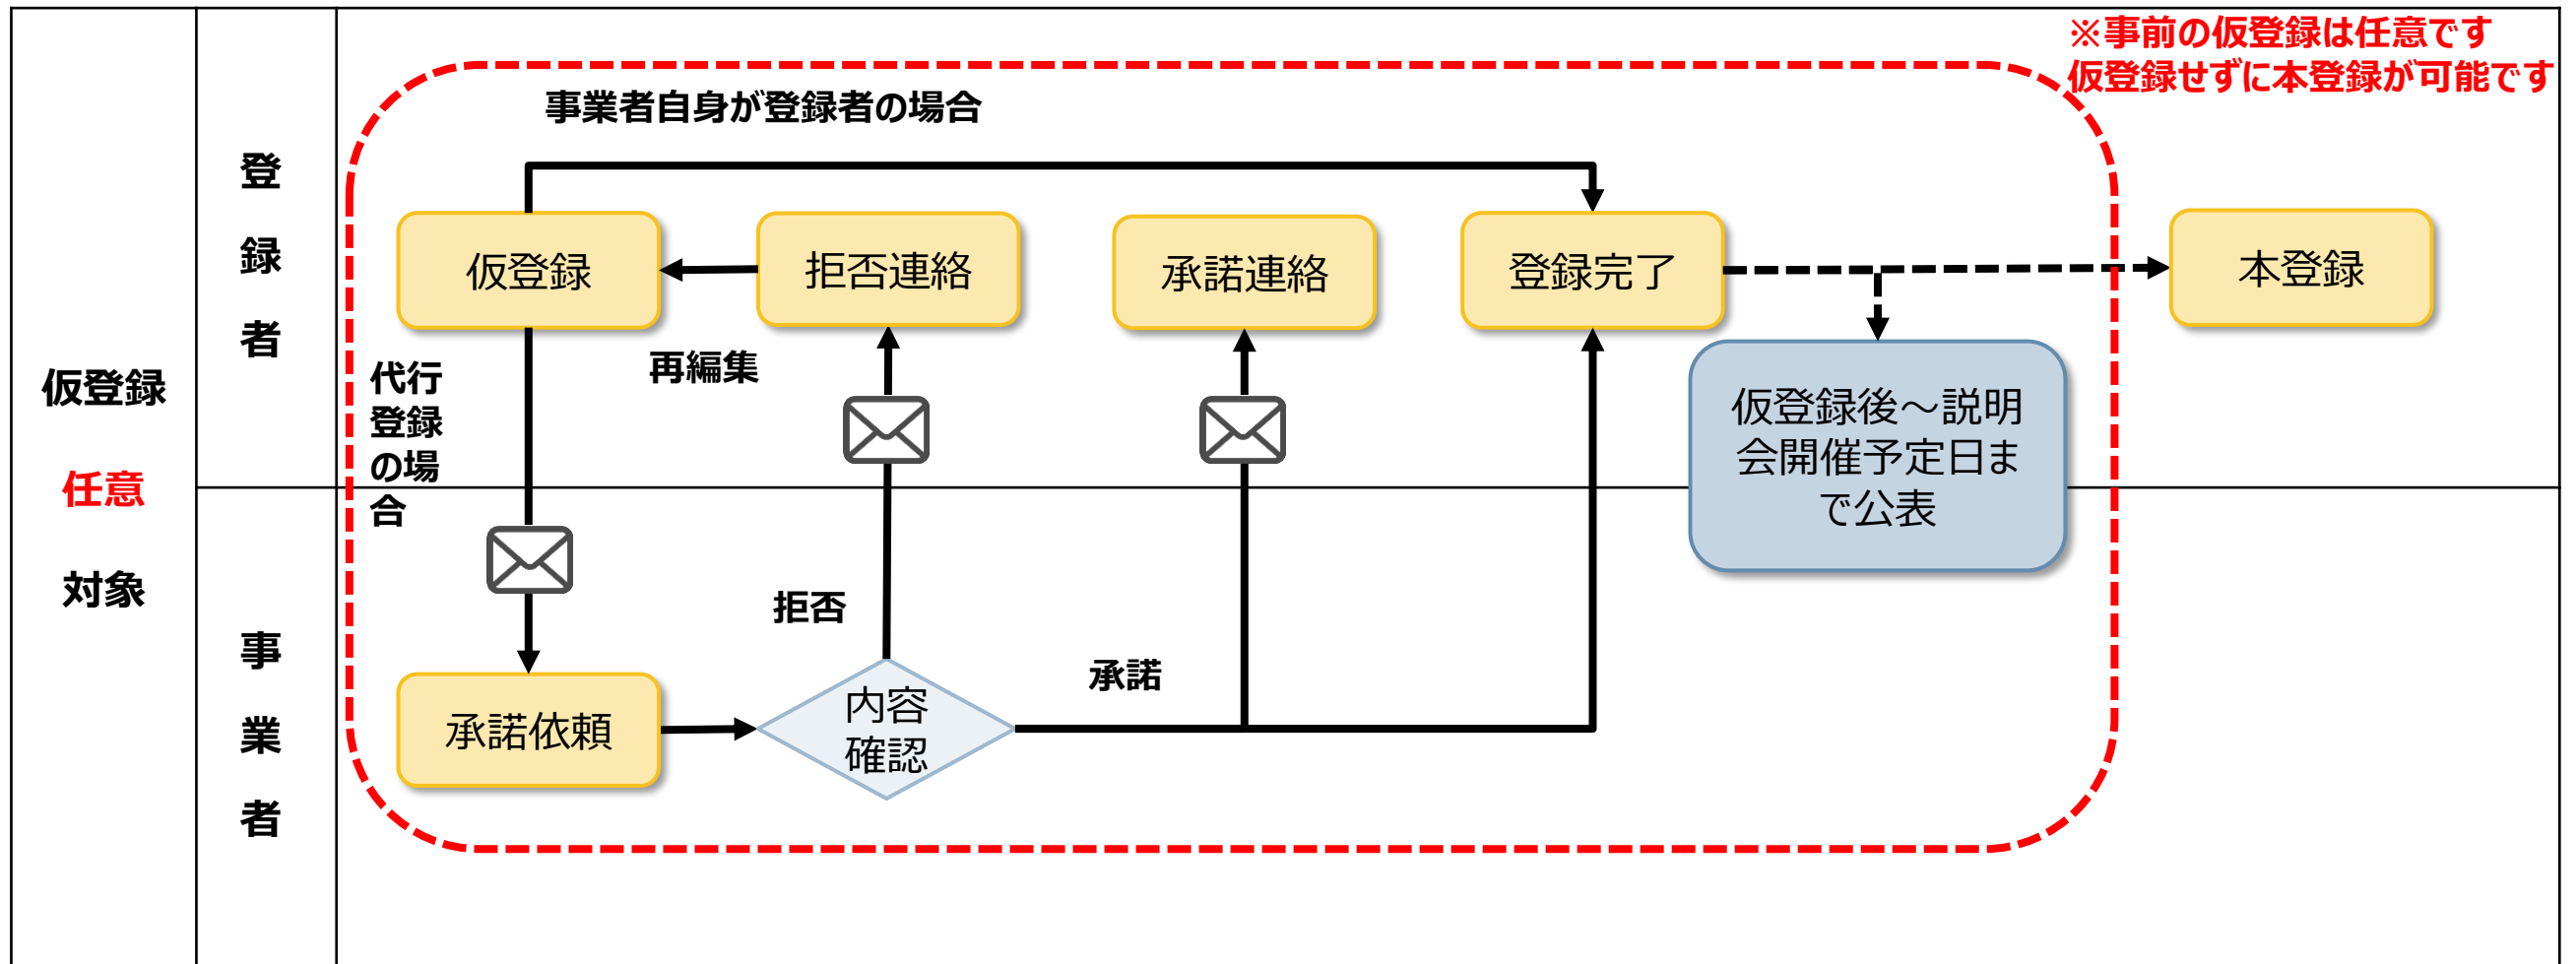 ※事前の仮登録は任意です
仮登録せずに本登録が可能です
仮登録
任意
対象
登
録
者
事業者自身が登録者の場合
仮登録
拒否連絡
承諾連絡
登録完了
本登録
代行
登録
の場
合
再編集
仮登録後～説明
会開催予定日ま
で公表
事
業
者
拒否
承諾
承諾依頼
内容
確認